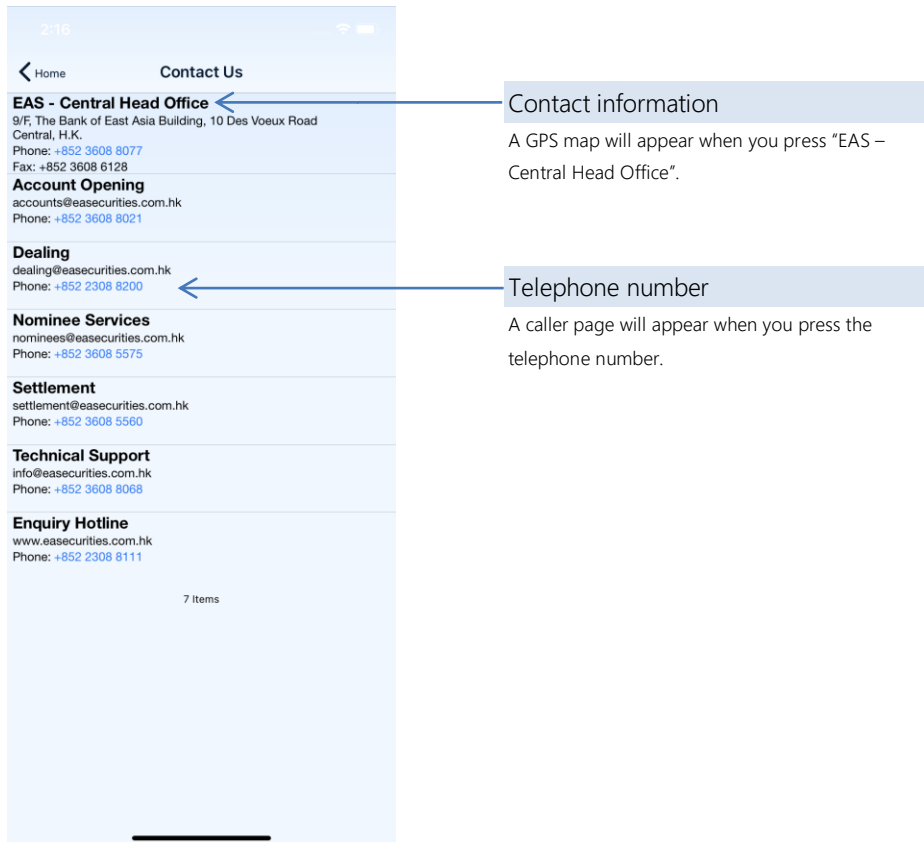 2:16
Home
Contact Us
EAS - Central Head Office
9/F, The Bank of East Asia Building, 10 Des Voeux Road
Central, H.K.
Phone: +852 3608 8077
Fax: +852 3608 6128
Account Opening
accounts@easecurities.com.hk
Phone: +852 3608 8021
Dealing
dealing@easecurities.com.hk
Phone: +852 2308 8200
Nominee Services
nominees@easecurities.com.hk
Phone: +852 3608 5575
Settlement
settlement@easecurities.com.hk
Phone: +852 3608 5560
Technical Support
info@easecurities.com.hk
Phone: +852 3608 8068
Enquiry Hotline
www.easecurities.com.hk
Phone: +852 2308 8111
7 Items
Contact information
A GPS map will appear when you press “EAS –
Central Head Office”.
Telephone number
A caller page will appear when you press the
telephone number.